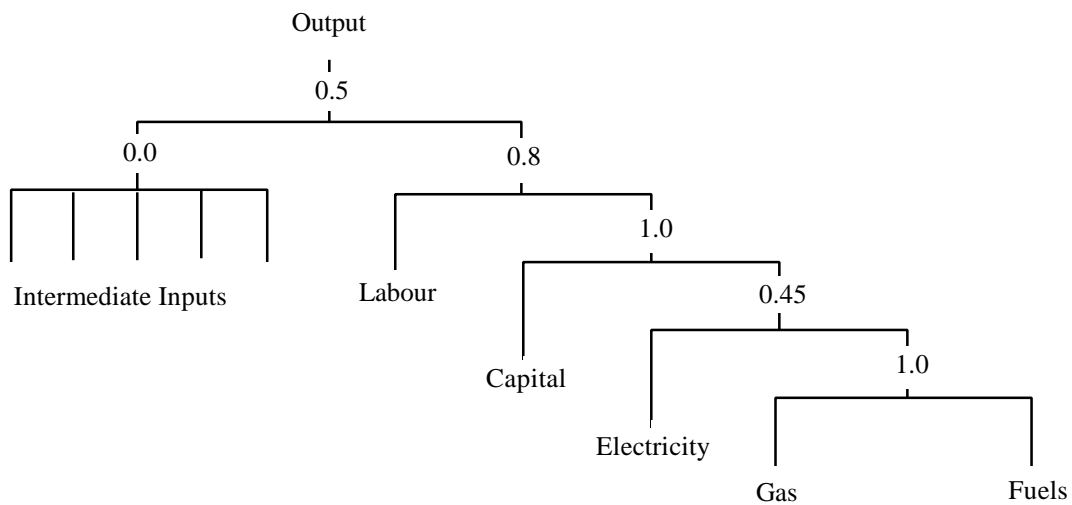 Output
0.5
0.0
0.8
1.0
Intermediate Inputs
Labour
0.45
Capital
1.0
Electricity
Gas
Fuels